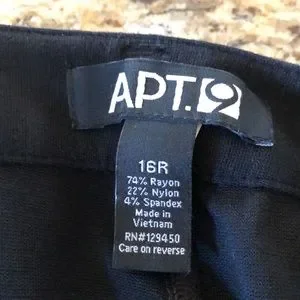 APT.9
16R
74% Rayon
22% Nylon
4% Spandex
Made in
Vietnam
RN#129450
Care on reverse